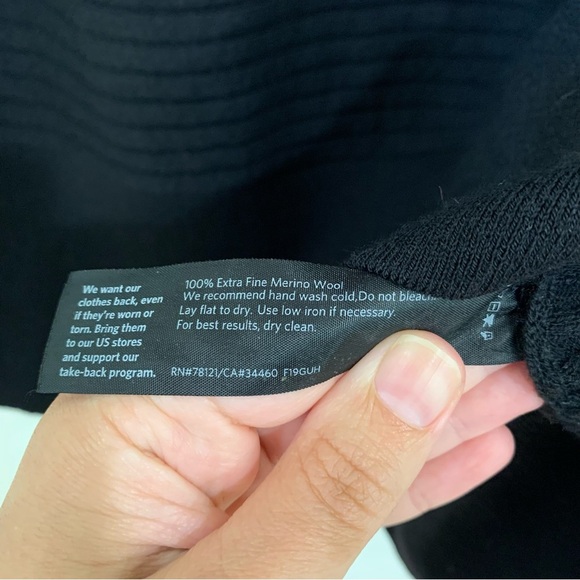 We want our
clothes back, even
if they're worn or
torn. Bring them
to our US stores
and support our
take-back program.
100% Extra Fine Merino Wool
We recommend hand wash cold,Do not bleach.
Lay flat to dry. Use low iron if necessary.
For best results, dry clean.
RN#78121/CA#34460 F19GUH